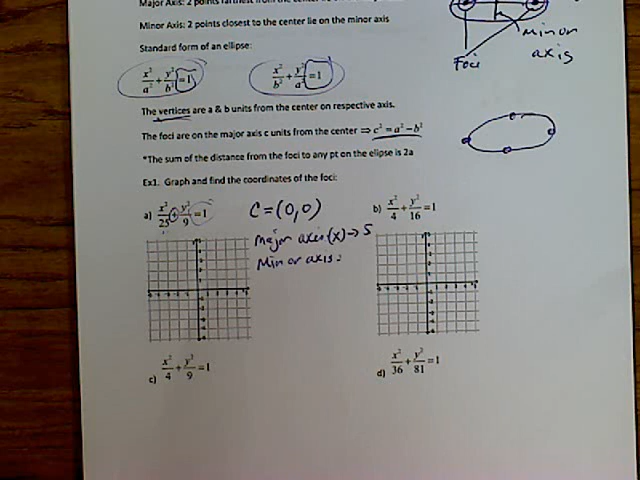 Major Axis: 2 points farthest from the center lie on the
Minor Axis: 2 points closest to the center lie on the minor axis
minor
axis
Foci
Standard form of an ellipse:
x²/a² + y²/b² = 1
x²/b² + y²/a² = 1
The vertices are a & b units from the center on respective axis.
The foci are on the major axis c units from the center ⇒ c² = a² − b²
*The sum of the distance from the foci to any pt on the elipse is 2a
Ex1. Graph and find the coordinates of the foci:
a) x²/25 + y²/9 = 1
C = (0,0)
b) x²/4 + y²/16 = 1
Major axis (x) → 5
Minor axis:
c) x²/4 + y²/9 = 1
d) x²/36 + y²/81 = 1